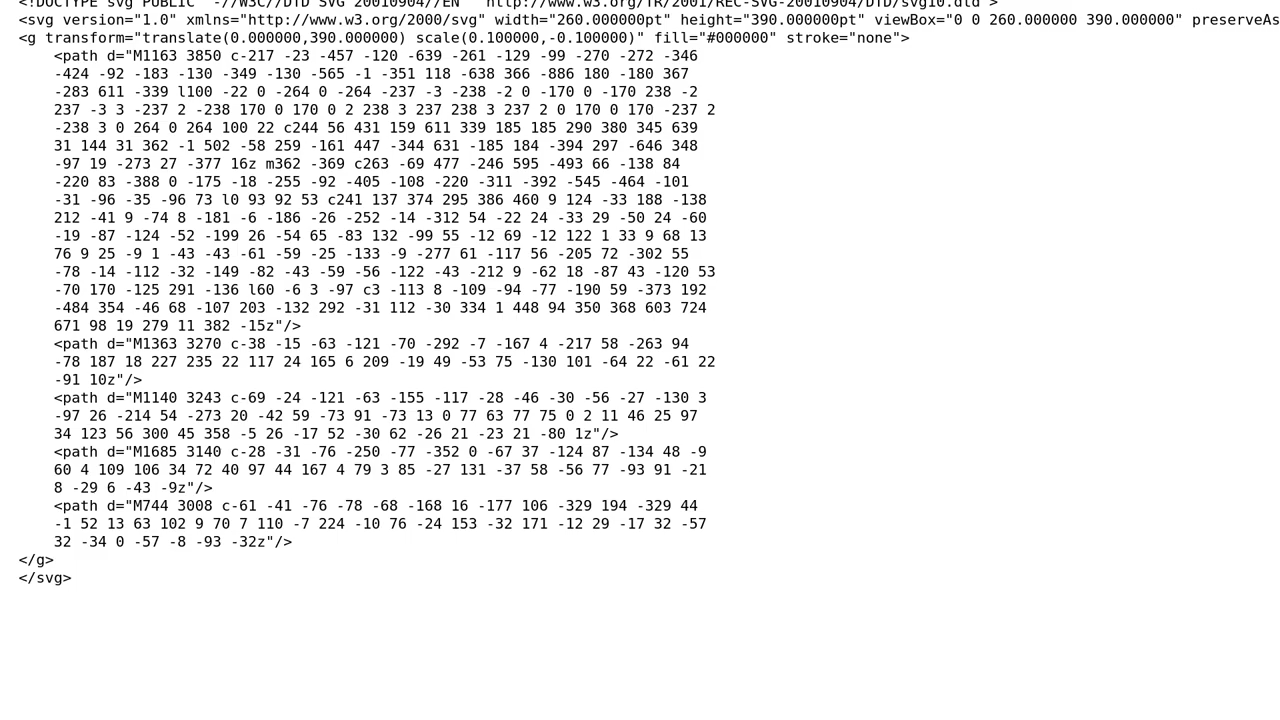 <!DOCTYPE svg PUBLIC "-//W3C//DTD SVG 20010904//EN" "http://www.w3.org/TR/2001/REC-SVG-20010904/DTD/svg10.dtd">
<svg version="1.0" xmlns="http://www.w3.org/2000/svg" width="260.000000pt" height="390.000000pt" viewBox="0 0 260.000000 390.000000" preserveAs
<g transform="translate(0.000000,390.000000) scale(0.100000,-0.100000)" fill="#000000" stroke="none">
<path d="M1163 3850 c-217 -23 -457 -120 -639 -261 -129 -99 -270 -272 -346
-424 -92 -183 -130 -349 -130 -565 -1 -351 118 -638 366 -886 180 -180 367
-283 611 -339 l100 -22 0 -264 0 -264 -237 -3 -238 -2 0 -170 0 -170 238 -2
237 -3 3 -237 2 -238 170 0 170 0 2 238 3 237 238 3 237 2 0 170 0 170 -237 2
-238 3 0 264 0 264 100 22 c244 56 431 159 611 339 185 185 290 380 345 639
31 144 31 362 -1 502 -58 259 -161 447 -344 631 -185 184 -394 297 -646 348
-97 19 -273 27 -377 16z m362 -369 c263 -69 477 -246 595 -493 66 -138 84
-220 83 -388 0 -175 -18 -255 -92 -405 -108 -220 -311 -392 -545 -464 -101
-31 -96 -35 -96 73 l0 93 92 53 c241 137 374 295 386 460 9 124 -33 188 -138
212 -41 9 -74 8 -181 -6 -186 -26 -252 -14 -312 54 -22 24 -33 29 -50 24 -60
-19 -87 -124 -52 -199 26 -54 65 -83 132 -99 55 -12 69 -12 122 1 33 9 68 13
76 9 25 -9 1 -43 -43 -61 -59 -25 -133 -9 -277 61 -117 56 -205 72 -302 55
-78 -14 -112 -32 -149 -82 -43 -59 -56 -122 -43 -212 9 -62 18 -87 43 -120 53
-70 170 -125 291 -136 l60 -6 3 -97 c3 -113 8 -109 -94 -77 -190 59 -373 192
-484 354 -46 68 -107 203 -132 292 -31 112 -30 334 1 448 94 350 368 603 724
671 98 19 279 11 382 -15z"/>
<path d="M1363 3270 c-38 -15 -63 -121 -70 -292 -7 -167 4 -217 58 -263 94
-78 187 18 227 235 22 117 24 165 6 209 -19 49 -53 75 -130 101 -64 22 -61 22
-91 10z"/>
<path d="M1140 3243 c-69 -24 -121 -63 -155 -117 -28 -46 -30 -56 -27 -130 3
-97 26 -214 54 -273 20 -42 59 -73 91 -73 13 0 77 63 77 75 0 2 11 46 25 97
34 123 56 300 45 358 -5 26 -17 52 -30 62 -26 21 -23 21 -80 1z"/>
<path d="M1685 3140 c-28 -31 -76 -250 -77 -352 0 -67 37 -124 87 -134 48 -9
60 4 109 106 34 72 40 97 44 167 4 79 3 85 -27 131 -37 58 -56 77 -93 91 -21
8 -29 6 -43 -9z"/>
<path d="M744 3008 c-61 -41 -76 -78 -68 -168 16 -177 106 -329 194 -329 44
-1 52 13 63 102 9 70 7 110 -7 224 -10 76 -24 153 -32 171 -12 29 -17 32 -57
32 -34 0 -57 -8 -93 -32z"/>
</g>
</svg>